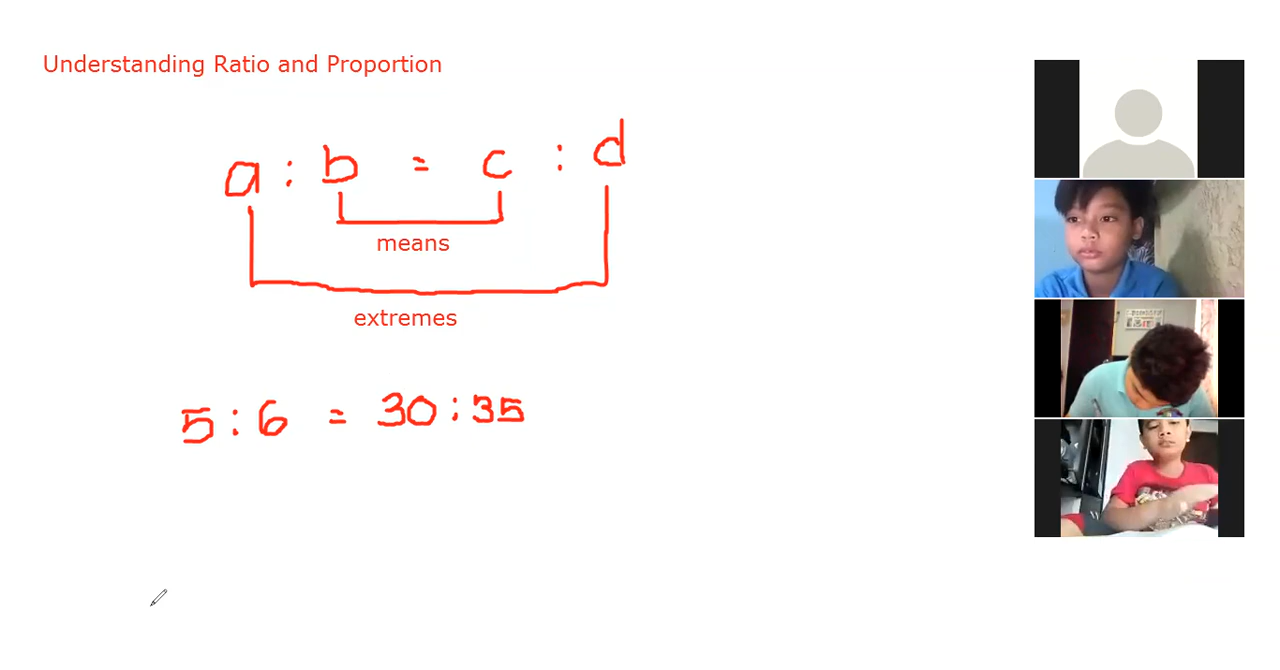 Understanding Ratio and Proportion
a : b = c : d
means
extremes
5 : 6 = 30 : 35